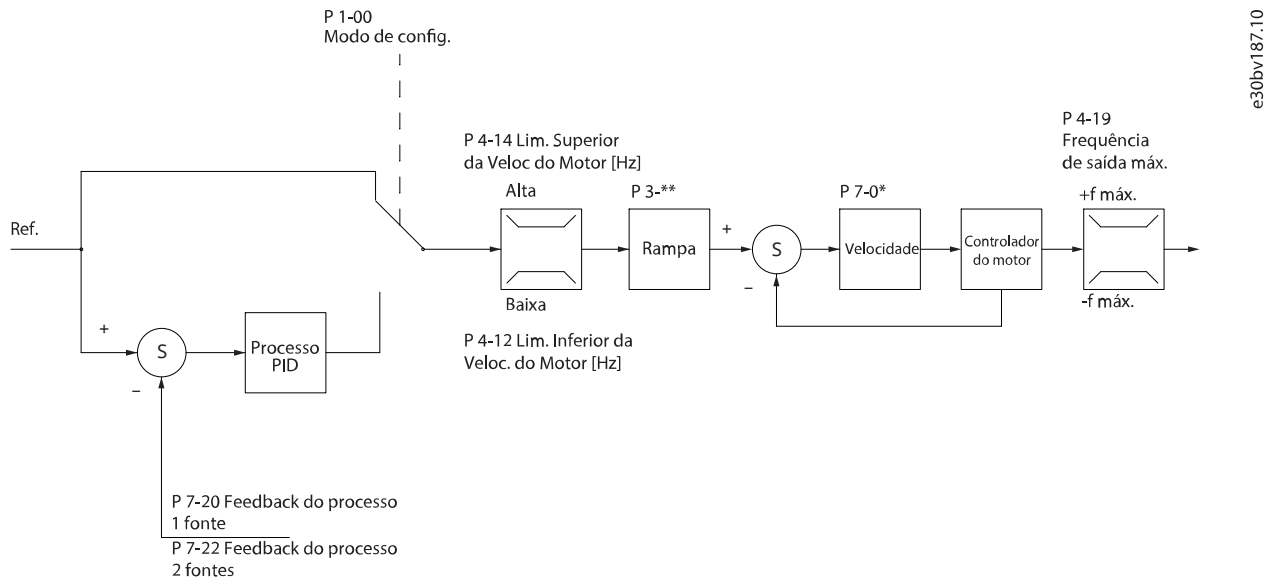 P 1-00
Modo de config.
e30bv187.10
P 4-14 Lim. Superior
da Veloc do Motor [Hz]
P 4-19
Frequência
de saída máx.
Alta
P 3-**
P 7-0*
+f máx.
Ref.
+
S
Rampa
Velocidade
Controlador
do motor
–
Baixa
-f máx.
+
S
Processo
PID
P 4-12 Lim. Inferior da
Veloc. do Motor [Hz]
–
P 7-20 Feedback do processo
1 fonte
P 7-22 Feedback do processo
2 fontes